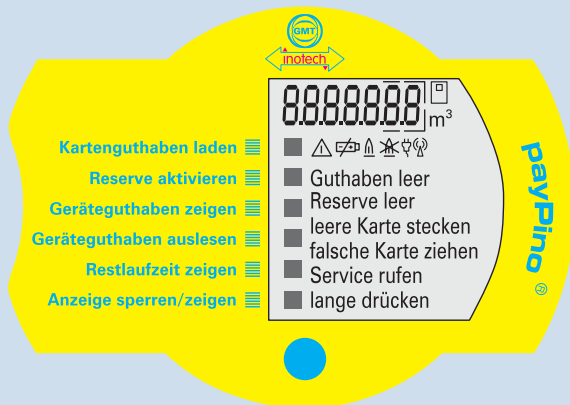 GMT
inotech
8.8.8.8.8.8.8
m³
Kartenguthaben laden
Reserve aktivieren
Geräteguthaben zeigen
Geräteguthaben auslesen
Restlaufzeit zeigen
Anzeige sperren/zeigen
Guthaben leer
Reserve leer
leere Karte stecken
falsche Karte ziehen
Service rufen
lange drücken
payPino ®